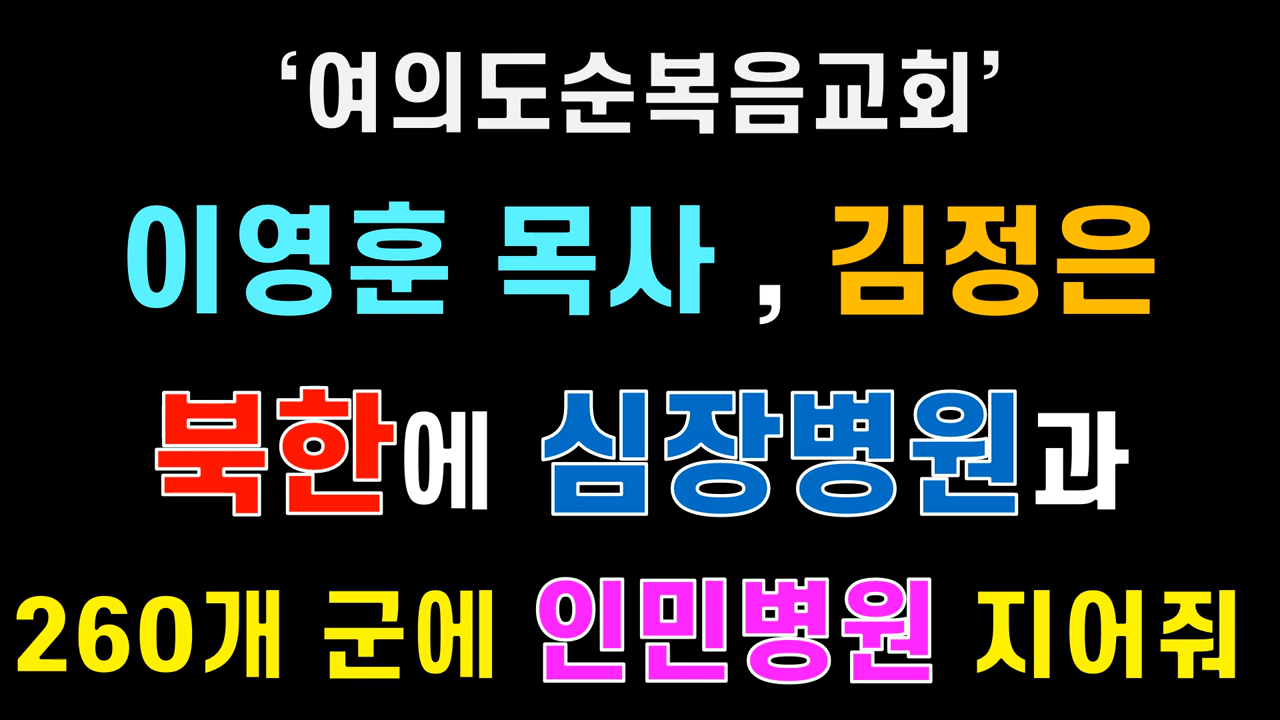 ‘여의도순복음교회’
이영훈 목사 , 김정은
북한에 심장병원과
260개 군에 인민병원 지어줘